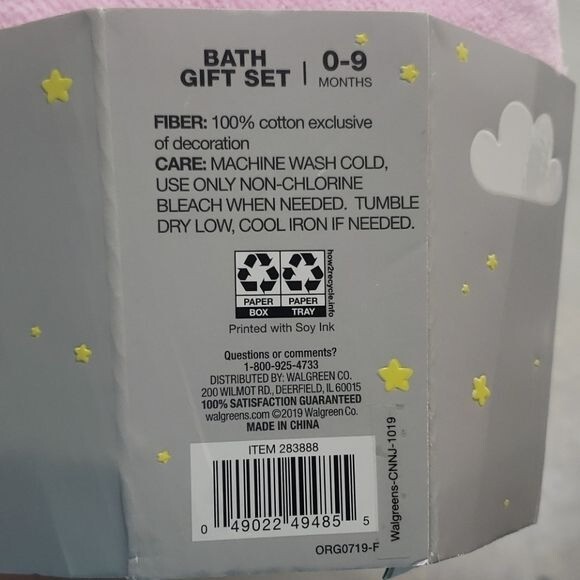 BATH
GIFT SET | 0-9
MONTHS
FIBER: 100% cotton exclusive
of decoration
CARE: MACHINE WASH COLD,
USE ONLY NON-CHLORINE
BLEACH WHEN NEEDED. TUMBLE
DRY LOW, COOL IRON IF NEEDED.
PAPER PAPER
BOX TRAY
how2recycle.info
Printed with Soy Ink
Questions or comments?
1-800-925-4733
DISTRIBUTED BY: WALGREEN CO.
200 WILMOT RD., DEERFIELD, IL 60015
100% SATISFACTION GUARANTEED
walgreens.com ©2019 Walgreen Co.
MADE IN CHINA
ITEM 283888
0 49022 49485 5
Walgreens-CNNJ-1019
ORG0719-F